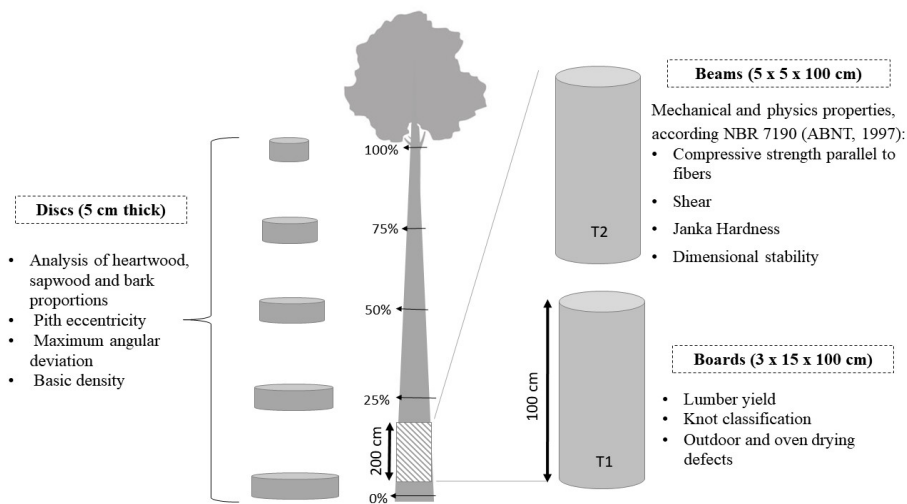 Discs (5 cm thick)
• Analysis of heartwood,
sapwood and bark
proportions
• Pith eccentricity
• Maximum angular
deviation
• Basic density
100%
75%
50%
25%
0%
200 cm
T2
100 cm
T1
Beams (5 x 5 x 100 cm)
Mechanical and physics properties,
according NBR 7190 (ABNT, 1997):
• Compressive strength parallel to
fibers
• Shear
• Janka Hardness
• Dimensional stability
Boards (3 x 15 x 100 cm)
• Lumber yield
• Knot classification
• Outdoor and oven drying
defects